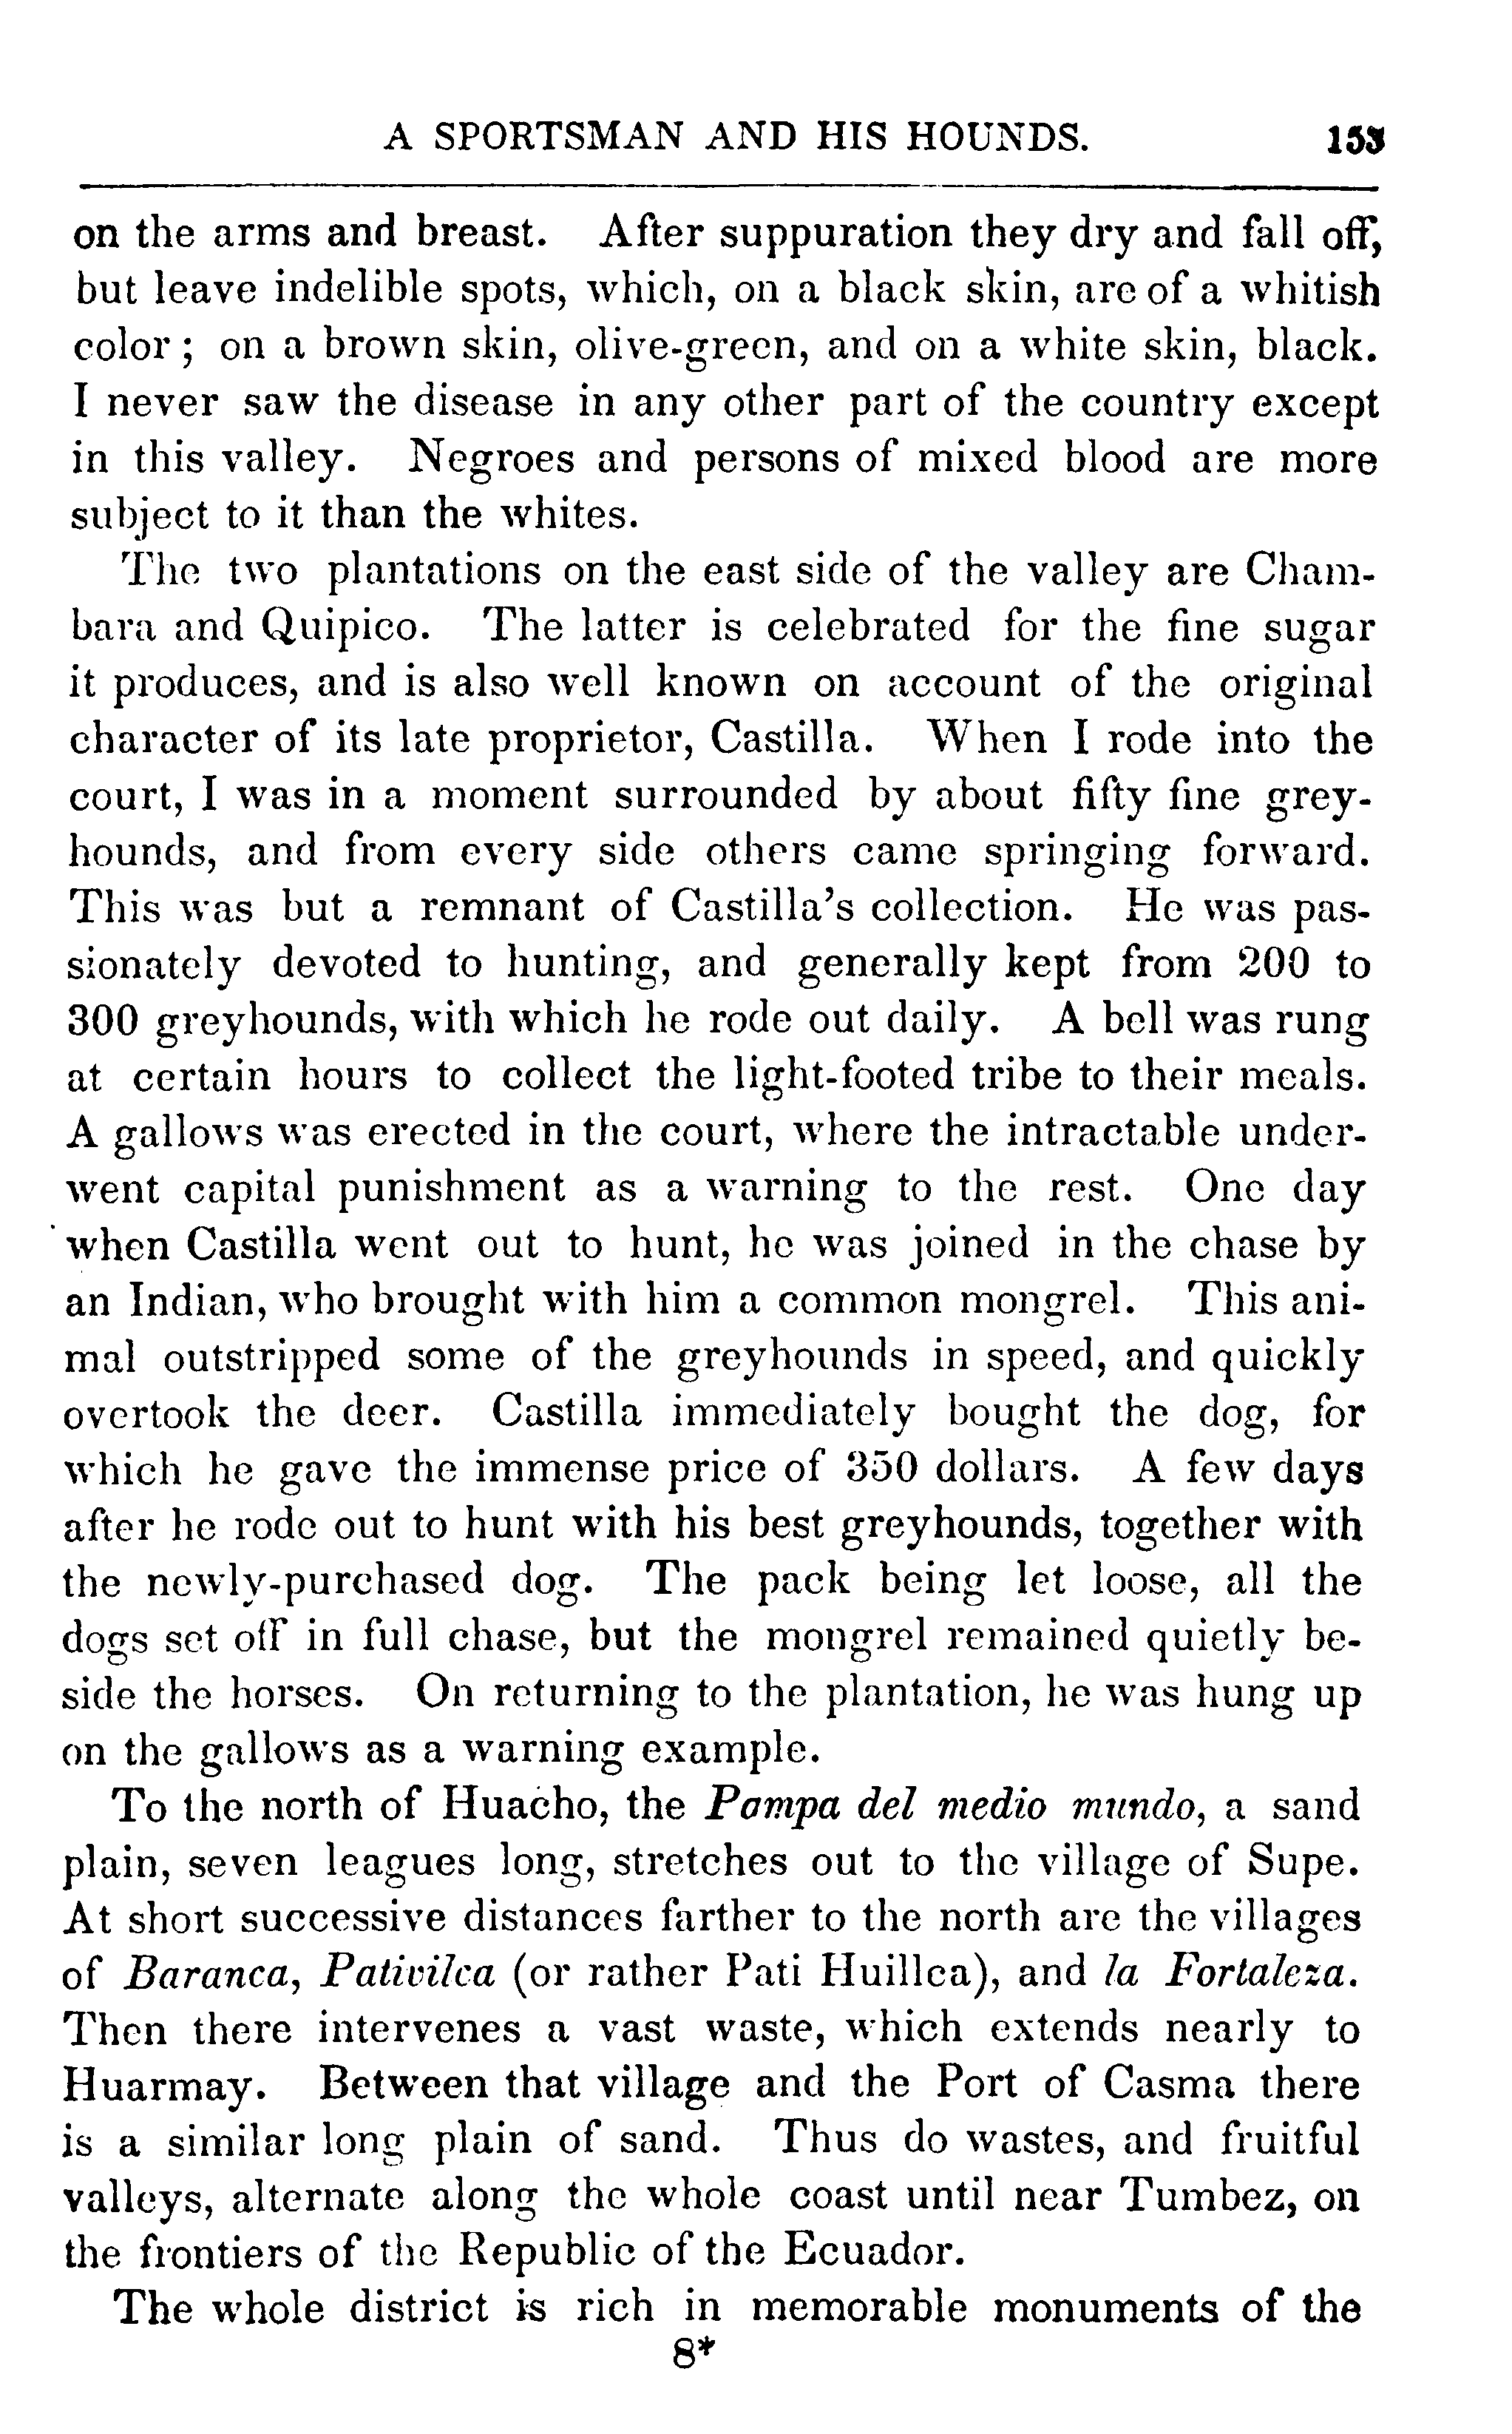 A SPORTSMAN AND HIS HOUNDS. 153
on the arms and breast. After suppuration they dry and fall off,
but leave indelible spots, which, on a black skin, are of a whitish
color; on a brown skin, olive-green, and on a white skin, black.
I never saw the disease in any other part of the country except
in this valley. Negroes and persons of mixed blood are more
subject to it than the whites.
The two plantations on the east side of the valley are Cham-
bara and Quipico. The latter is celebrated for the fine sugar
it produces, and is also well known on account of the original
character of its late proprietor, Castilla. When I rode into the
court, I was in a moment surrounded by about fifty fine grey-
hounds, and from every side others came springing forward.
This was but a remnant of Castilla's collection. He was pas-
sionately devoted to hunting, and generally kept from 200 to
300 greyhounds, with which he rode out daily. A bell was rung
at certain hours to collect the light-footed tribe to their meals.
A gallows was erected in the court, where the intractable under-
went capital punishment as a warning to the rest. One day
when Castilla went out to hunt, he was joined in the chase by
an Indian, who brought with him a common mongrel. This ani-
mal outstripped some of the greyhounds in speed, and quickly
overtook the deer. Castilla immediately bought the dog, for
which he gave the immense price of 350 dollars. A few days
after he rode out to hunt with his best greyhounds, together with
the newly-purchased dog. The pack being let loose, all the
dogs set off in full chase, but the mongrel remained quietly be-
side the horses. On returning to the plantation, he was hung up
on the gallows as a warning example.
To the north of Huacho, the Pampa del medio mundo, a sand
plain, seven leagues long, stretches out to the village of Supe.
At short successive distances farther to the north are the villages
of Baranca, Pativilca (or rather Pati Huillca), and la Fortaleza.
Then there intervenes a vast waste, which extends nearly to
Huarmay. Between that village and the Port of Casma there
is a similar long plain of sand. Thus do wastes, and fruitful
valleys, alternate along the whole coast until near Tumbez, on
the frontiers of the Republic of the Ecuador.
The whole district is rich in memorable monuments of the
8*